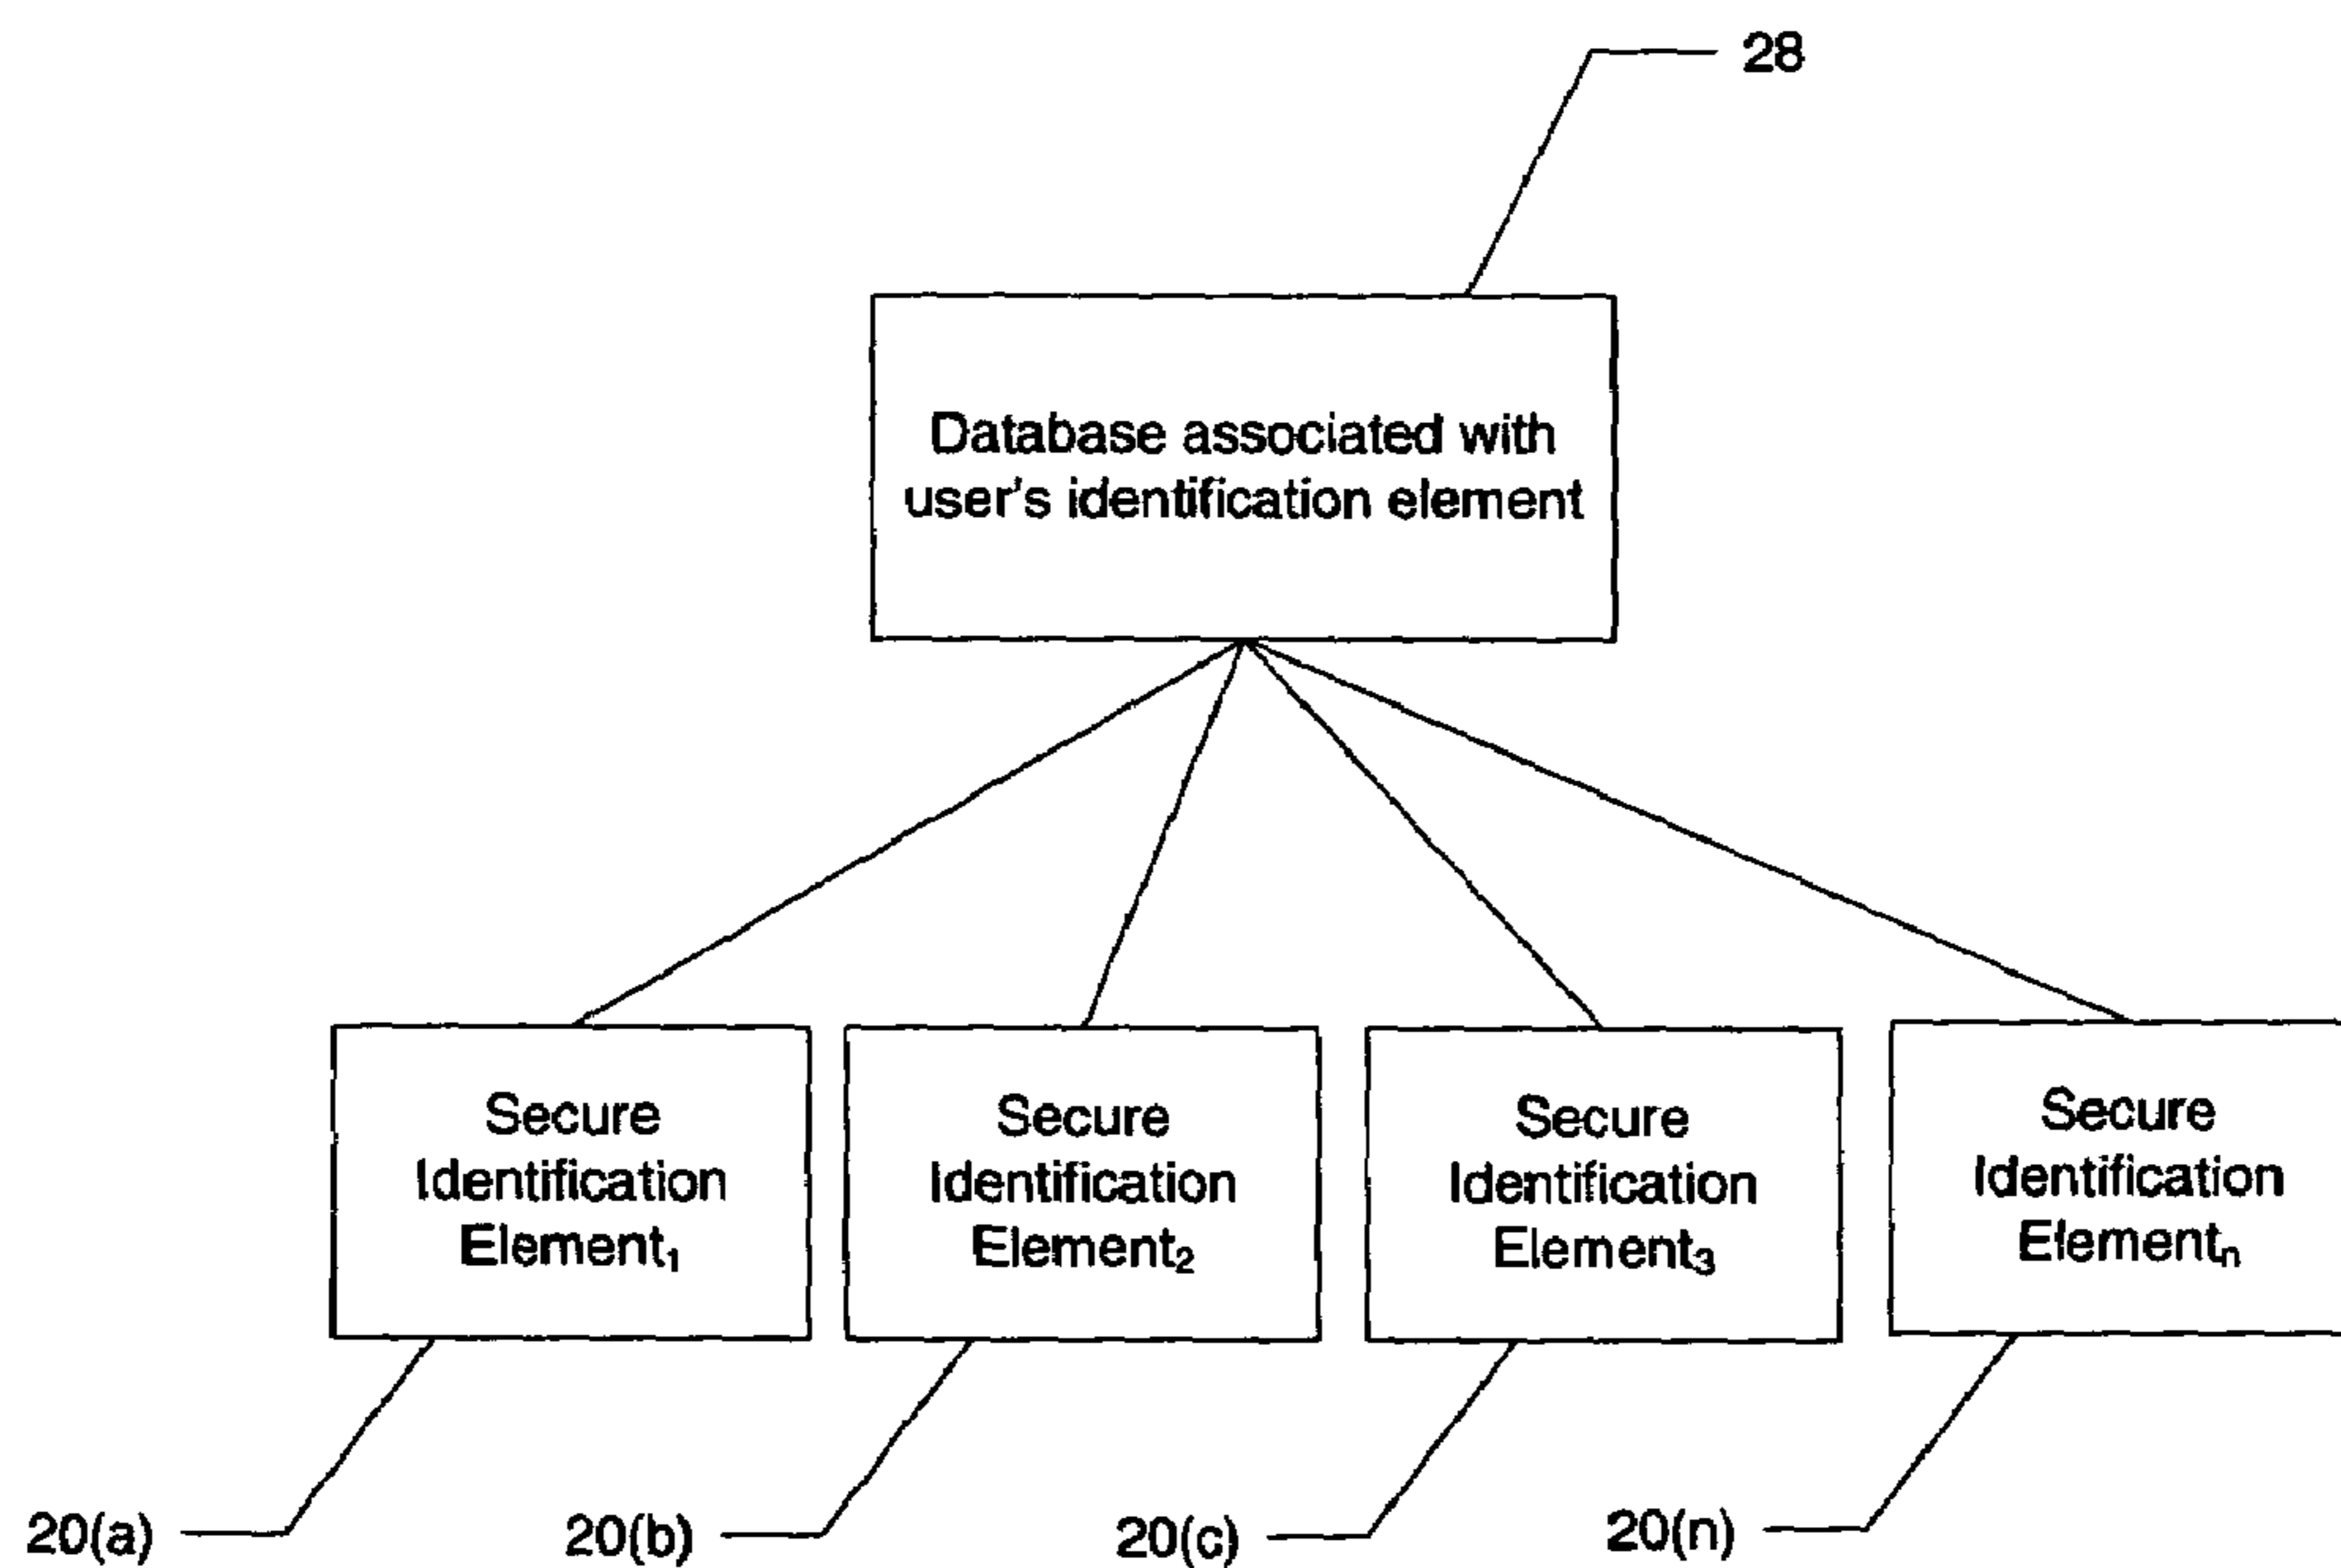 28
Database associated with
user's identification element
Secure
Identification
Element₁
Secure
Identification
Element₂
Secure
Identification
Element₃
Secure
Identification
Elementₙ
20(a)
20(b)
20(c)
20(n)